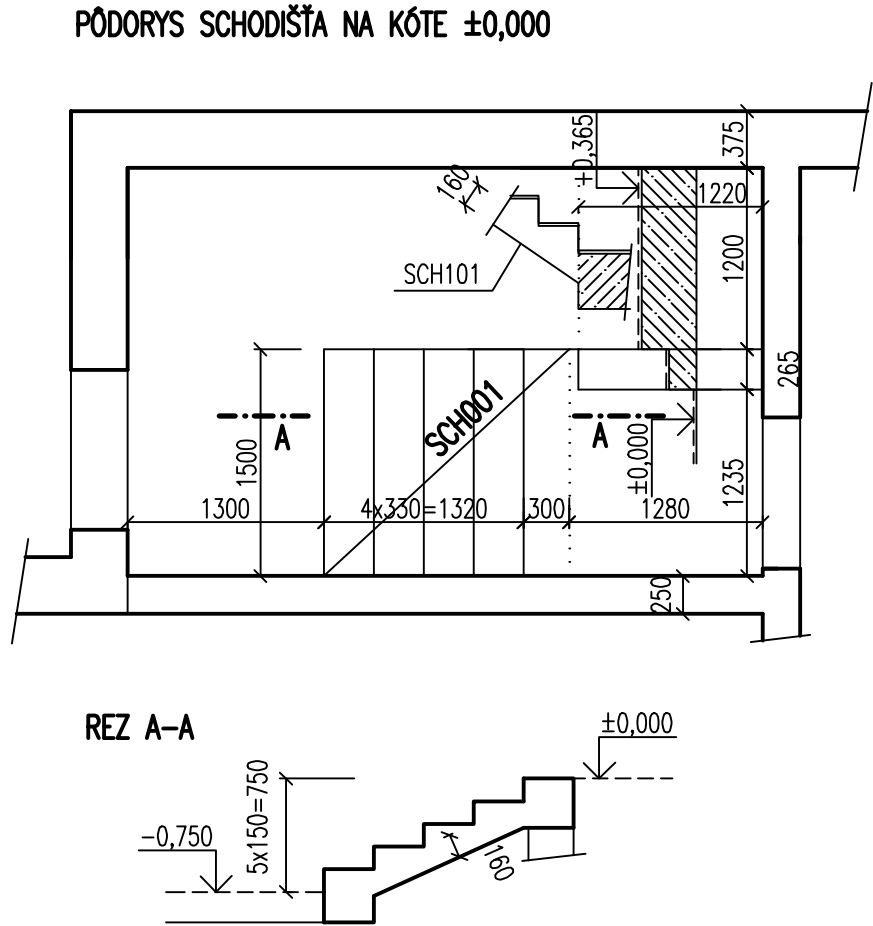 PÔDORYS SCHODIŠŤA NA KÓTE ±0,000
+0,365
375
160
1220
SCH101
1200
265
SCH001
A
A
1500
±0,000
1235
1300
4x330=1320
300
1280
250
REZ A-A
±0,000
5x150=750
-0,750
160